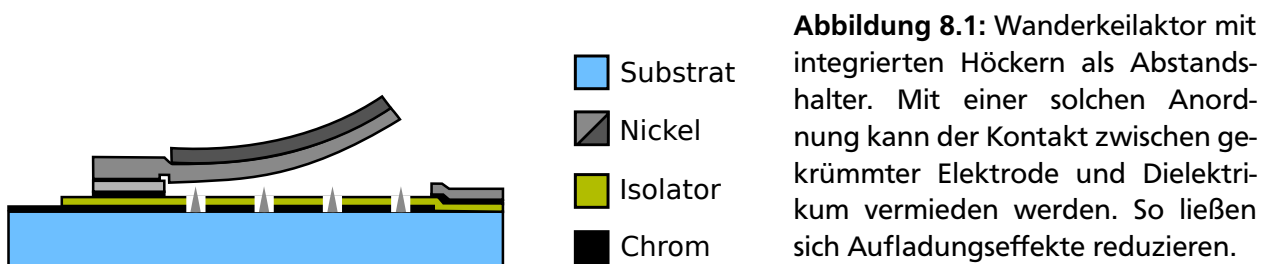 Substrat
Nickel
Isolator
Chrom
Abbildung 8.1: Wanderkeilaktor mit
integrierten Höckern als Abstands-
halter. Mit einer solchen Anord-
nung kann der Kontakt zwischen ge-
krümmter Elektrode und Dielektri-
kum vermieden werden. So ließen
sich Aufladungseffekte reduzieren.